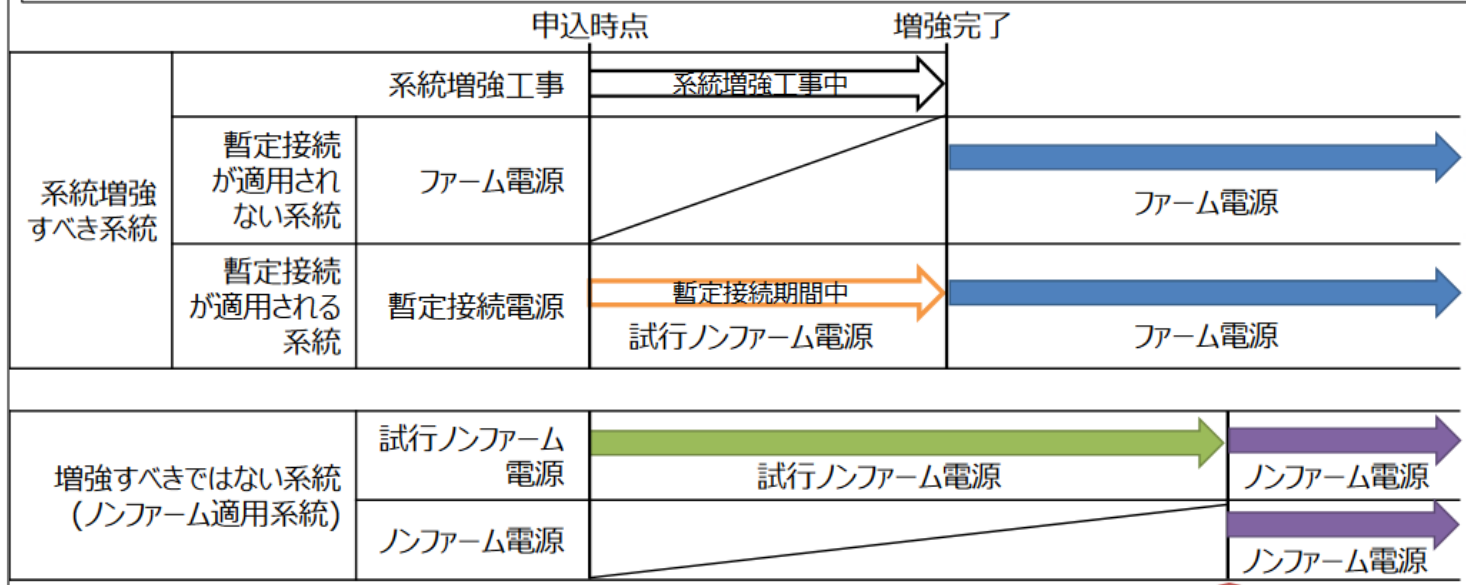 申込時点
増強完了
系統増強
すべき系統
系統増強工事
系統増強工事中
暫定接続
が適用され
ない系統
ファーム電源
ファーム電源
暫定接続
が適用される
系統
暫定接続電源
暫定接続期間中
試行ノンファーム電源
ファーム電源
増強すべきではない系統
(ノンファーム適用系統)
試行ノンファーム
電源
試行ノンファーム電源
ノンファーム電源
ノンファーム電源
ノンファーム電源